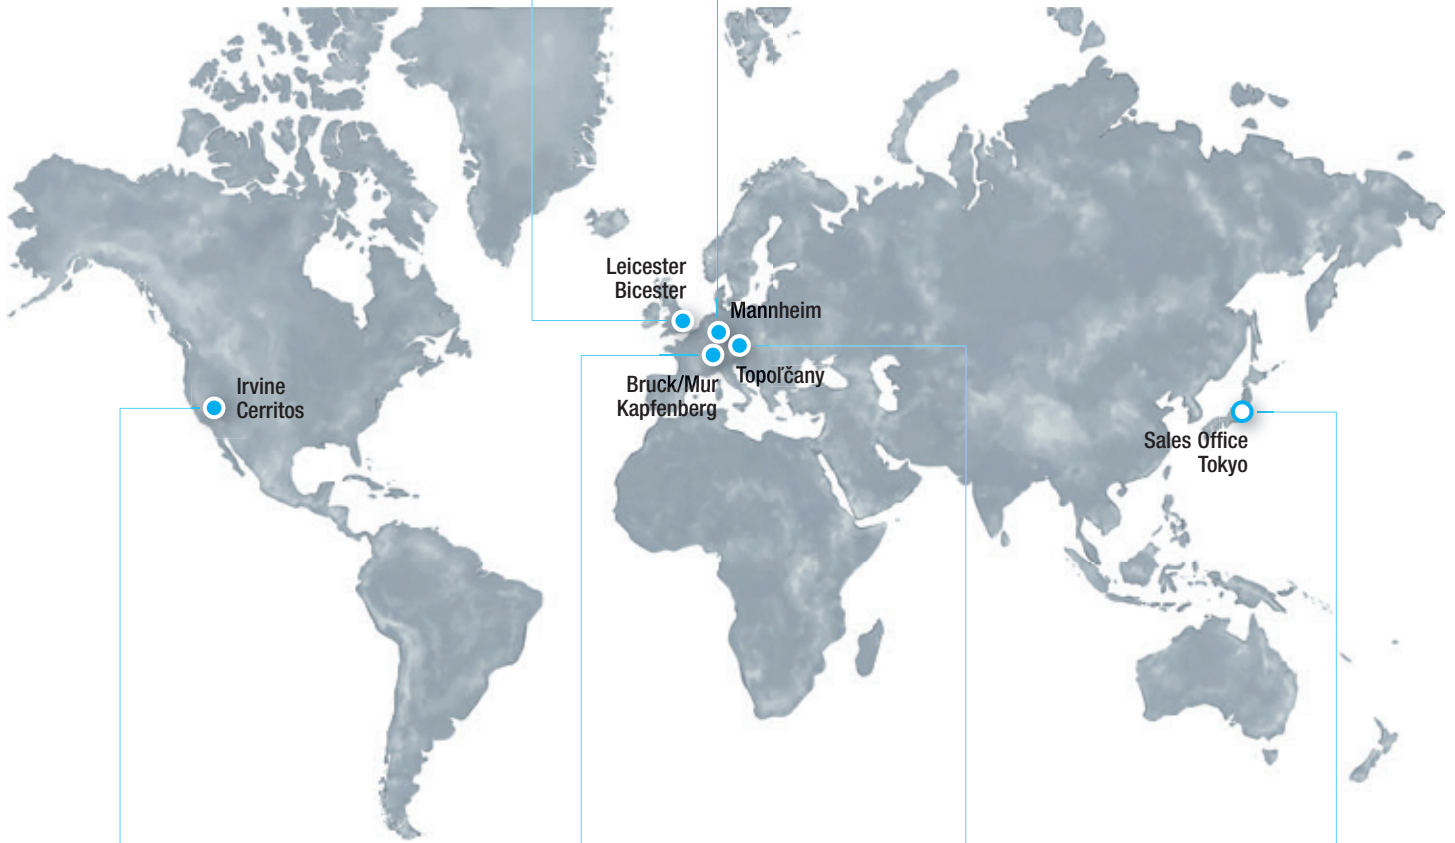 Leicester
Bicester
Mannheim
Topoľčany
Bruck/Mur
Kapfenberg
Irvine
Cerritos
Sales Office
Tokyo